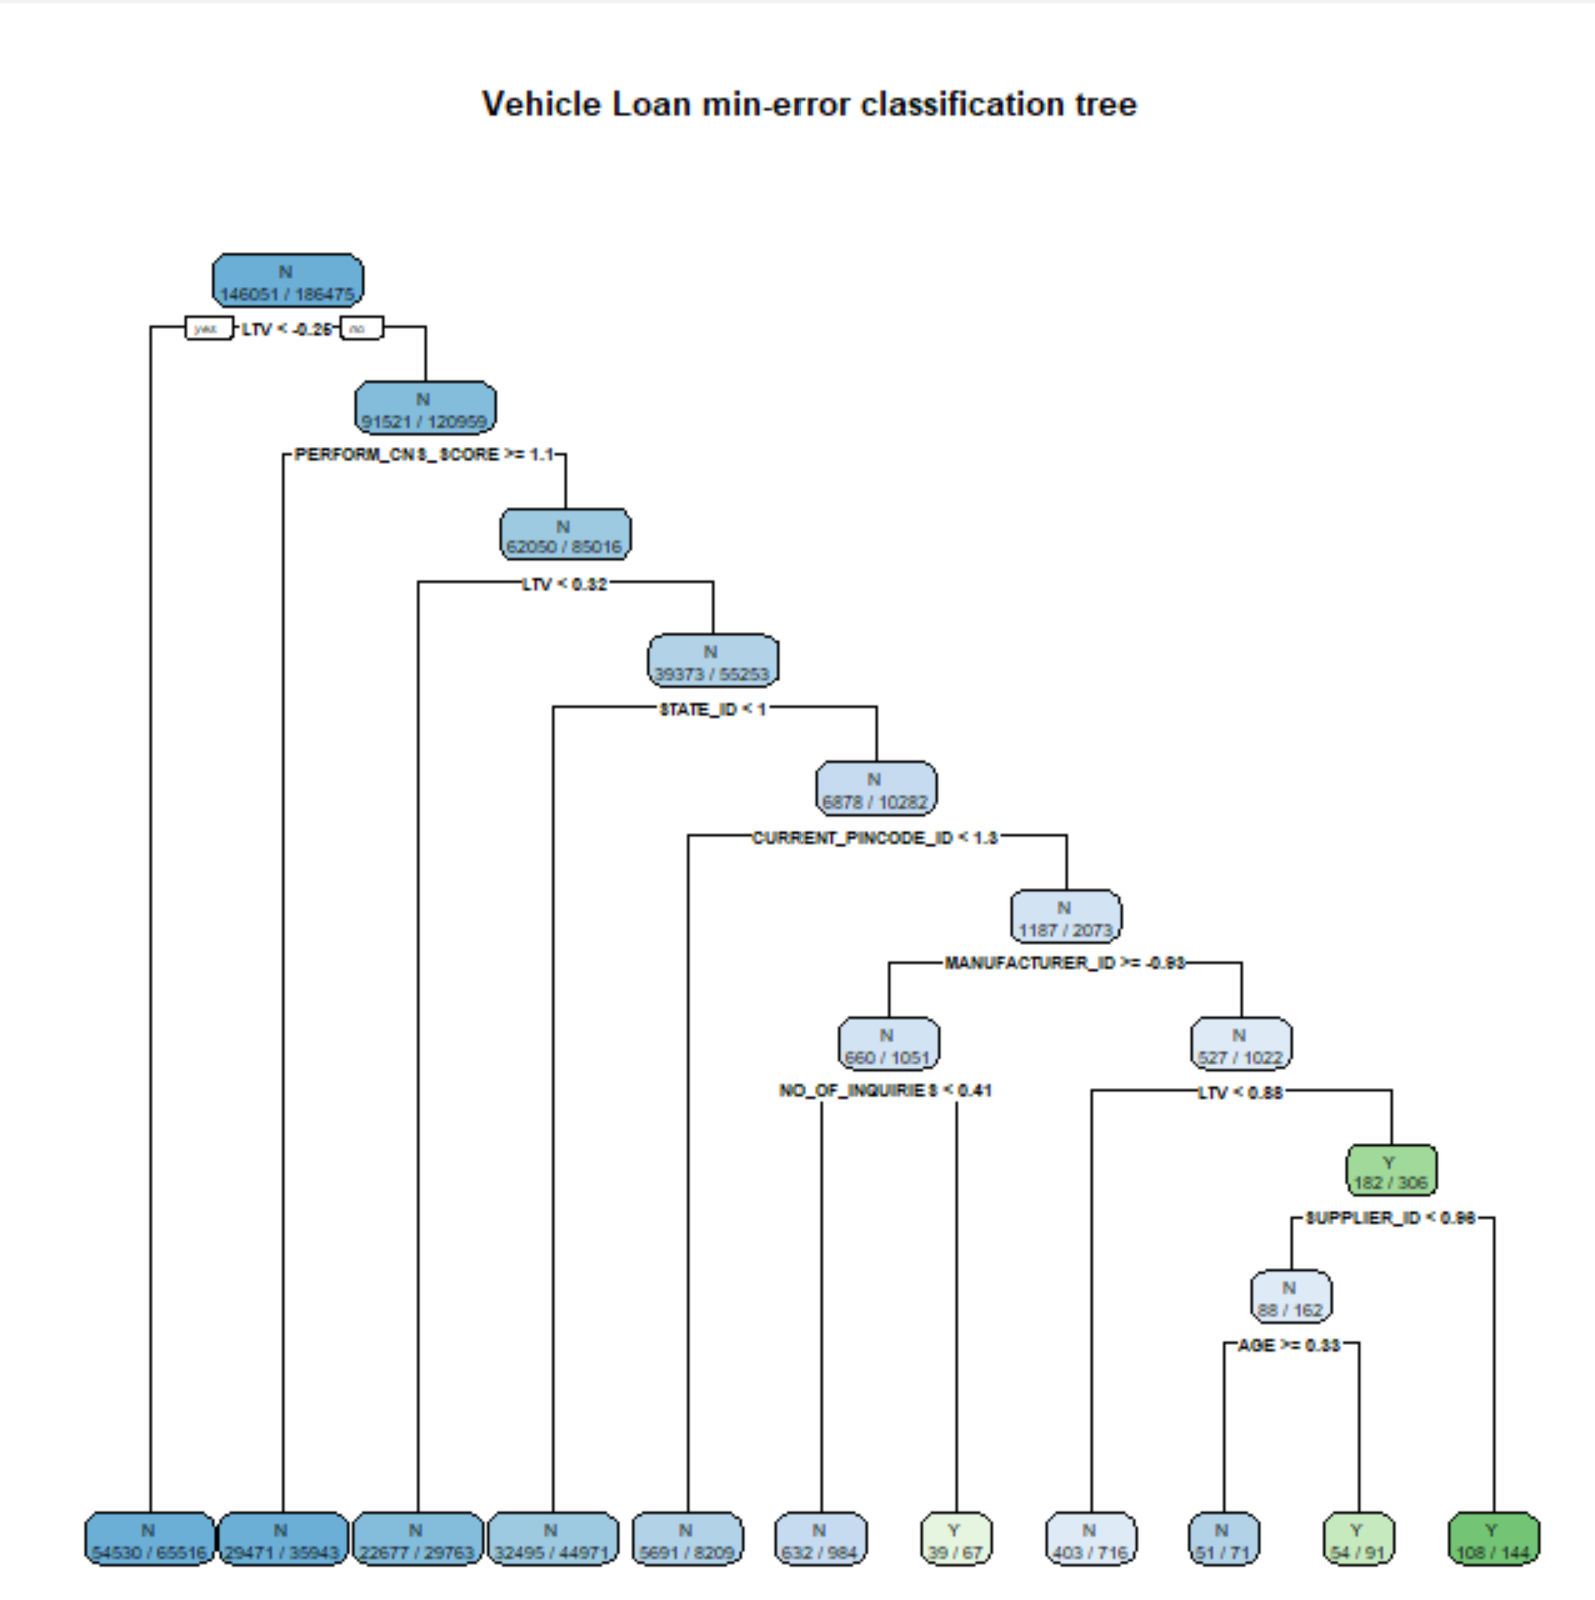 Vehicle Loan min-error classification tree
N
146051 / 186475
yes LTV < -0.25 no
N
91521 / 120959
PERFORM_CNS_SCORE >= 1.1
N
62050 / 85016
LTV < 0.32
N
39373 / 55253
STATE_ID < 1
N
6878 / 10282
CURRENT_PINCODE_ID < 1.3
N
1187 / 2073
MANUFACTURER_ID >= -0.93
N
660 / 1051
N
527 / 1022
NO_OF_INQUIRIES < 0.41
LTV < 0.88
Y
182 / 306
SUPPLIER_ID < 0.96
N
88 / 162
AGE >= 0.33
N
54530 / 65516
N
29471 / 35943
N
22677 / 29763
N
32495 / 44971
N
5691 / 8209
N
632 / 984
Y
39 / 67
N
403 / 716
N
51 / 71
Y
54 / 91
Y
108 / 144